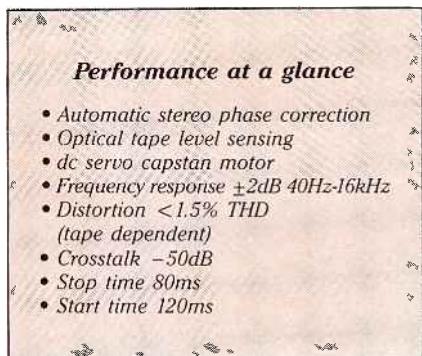 Performance at a glance
• Automatic stereo phase correction
• Optical tape level sensing
• dc servo capstan motor
• Frequency response ±2dB 40Hz-16kHz
• Distortion <1.5% THD
(tape dependent)
• Crosstalk −50dB
• Stop time 80ms
• Start time 120ms